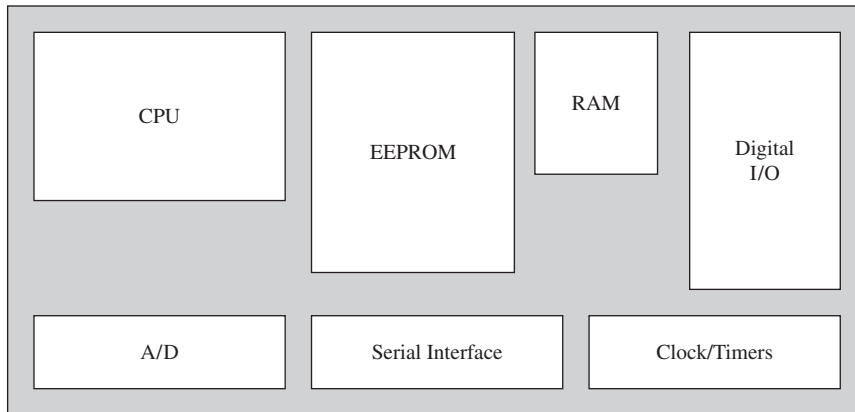 CPU
EEPROM
RAM
Digital
I/O
A/D
Serial Interface
Clock/Timers